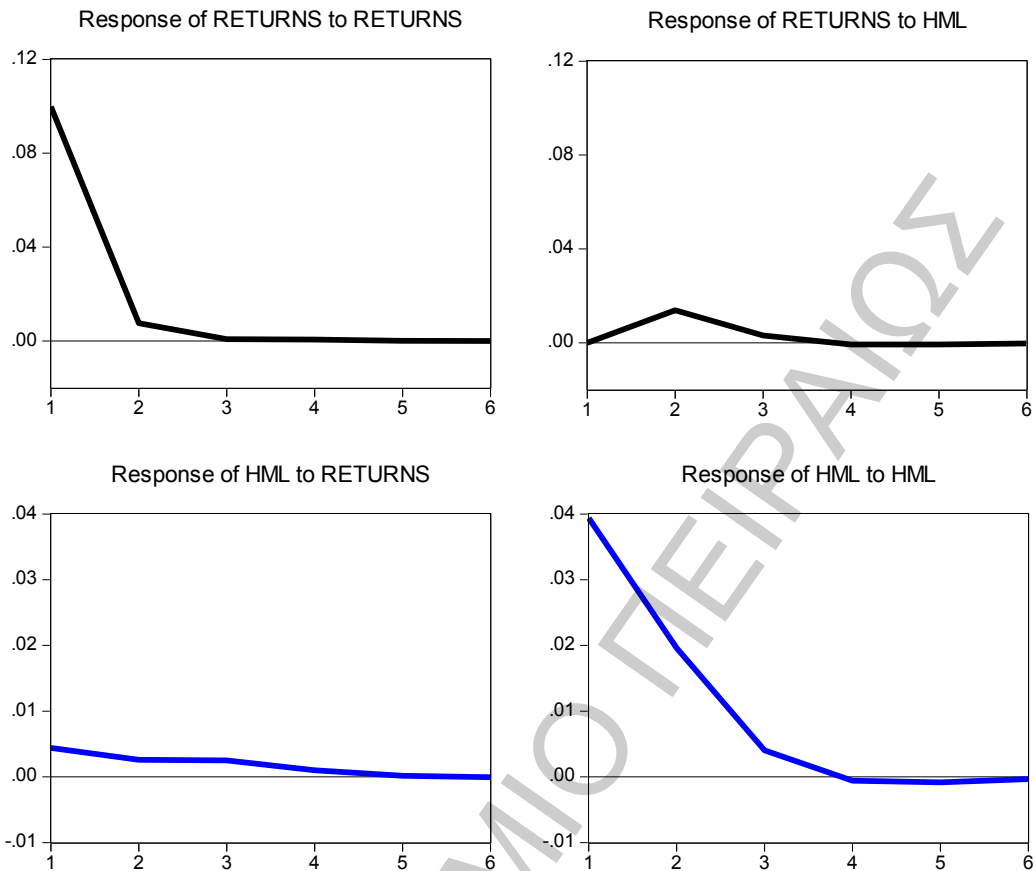 Response of RETURNS to RETURNS
.12
.08
.04
.00
1 2 3 4 5 6
Response of RETURNS to HML
.12
.08
.04
.00
1 2 3 4 5 6
Response of HML to RETURNS
.04
.03
.02
.01
.00
-.01
1 2 3 4 5 6
Response of HML to HML
.04
.03
.02
.01
.00
-.01
1 2 3 4 5 6
ΜΙΟ ΠΕΙΡΑΙΩΣ